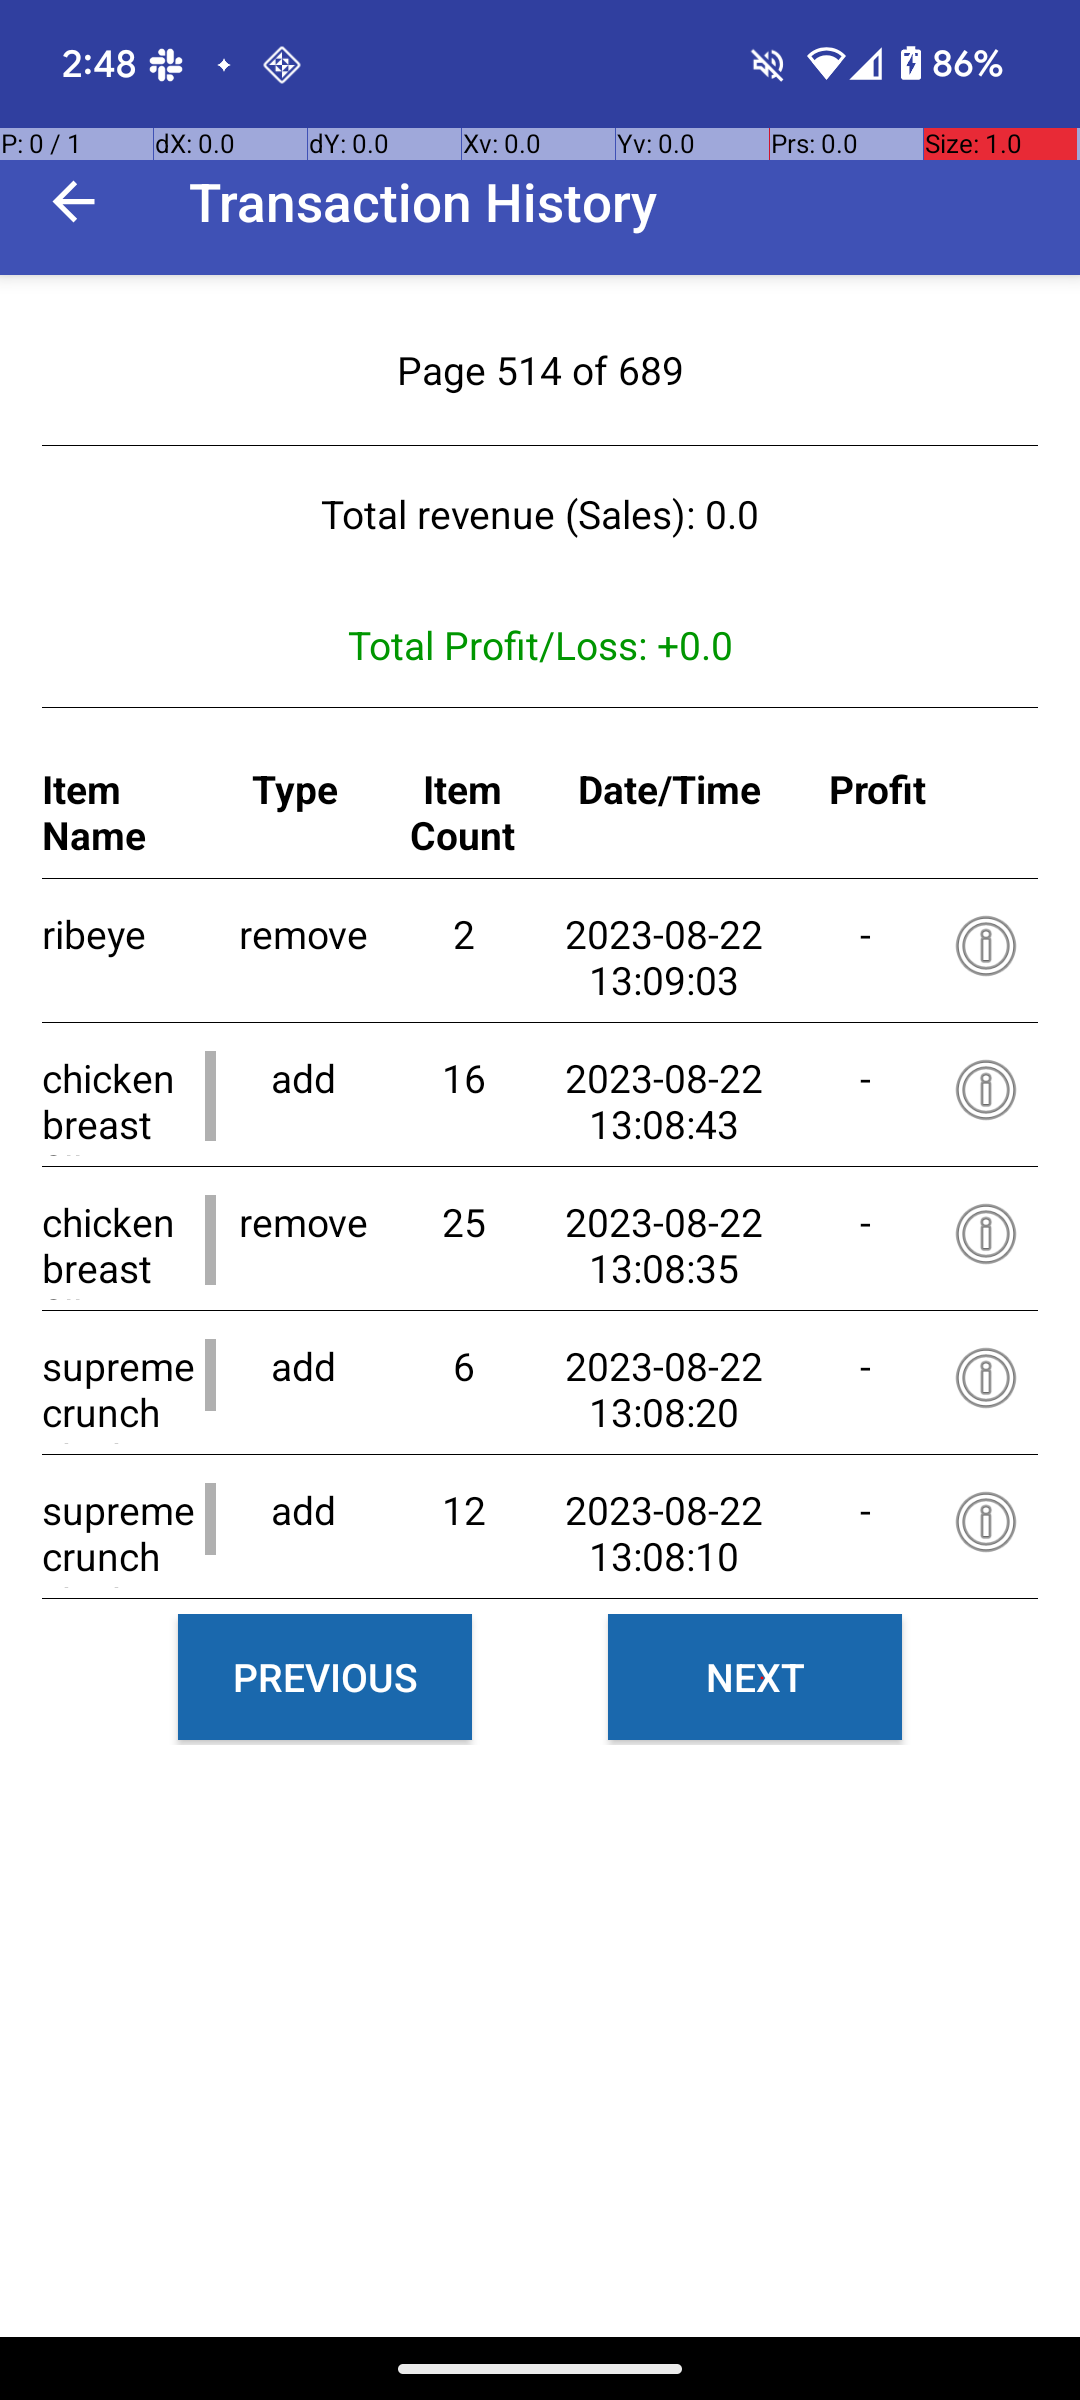 2:48
86%
P: 0 / 1 dX: 0.0 dY: 0.0 Xv: 0.0 Yv: 0.0 Prs: 0.0 Size: 1.0
Transaction History
Page 514 of 689
Total revenue (Sales): 0.0
Total Profit/Loss: +0.0
Item Name Type Item Count Date/Time Profit
ribeye remove 2 2023-08-22 13:09:03 -
chicken breast add 16 2023-08-22 13:08:43 -
chicken breast remove 25 2023-08-22 13:08:35 -
supreme crunch add 6 2023-08-22 13:08:20 -
supreme crunch add 12 2023-08-22 13:08:10 -
PREVIOUS NEXT